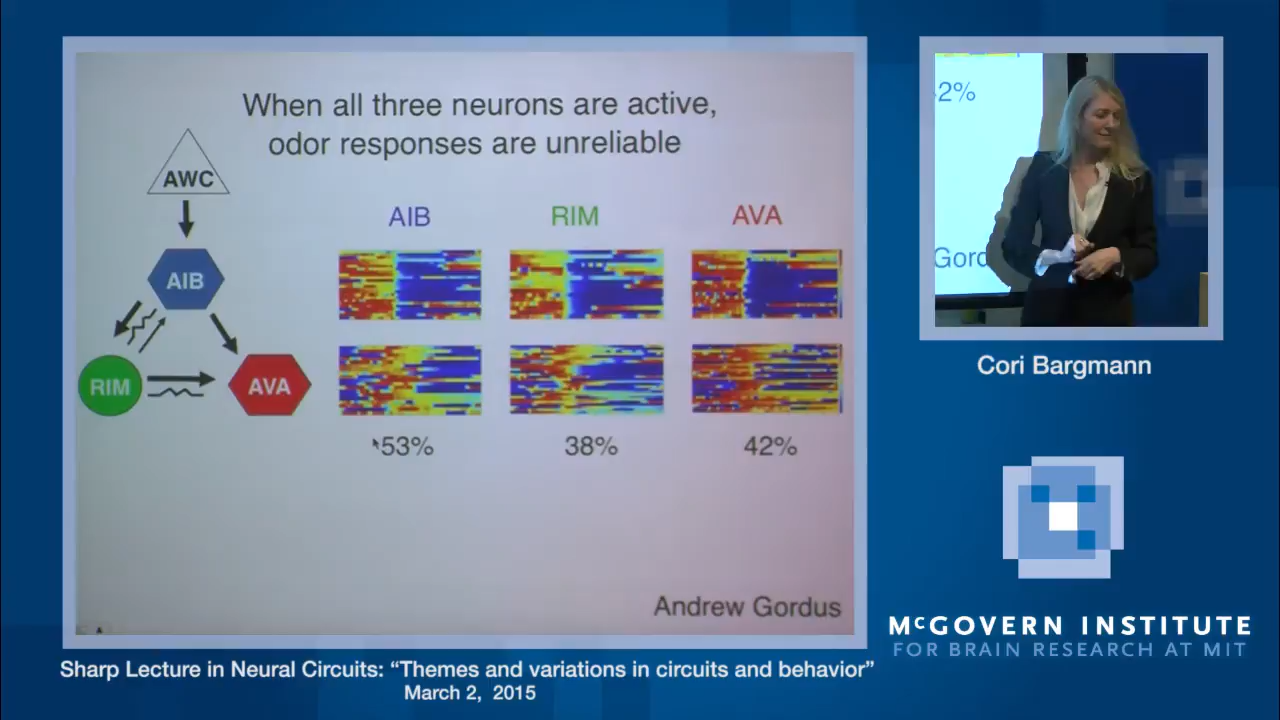 When all three neurons are active,
odor responses are unreliable
AWC
AIB
RIM
AVA
AIB
RIM
AVA
53%
38%
42%
Andrew Gordus
2%
Gord
Cori Bargmann
McGOVERN INSTITUTE
FOR BRAIN RESEARCH AT MIT
Sharp Lecture in Neural Circuits: “Themes and variations in circuits and behavior”
March 2, 2015